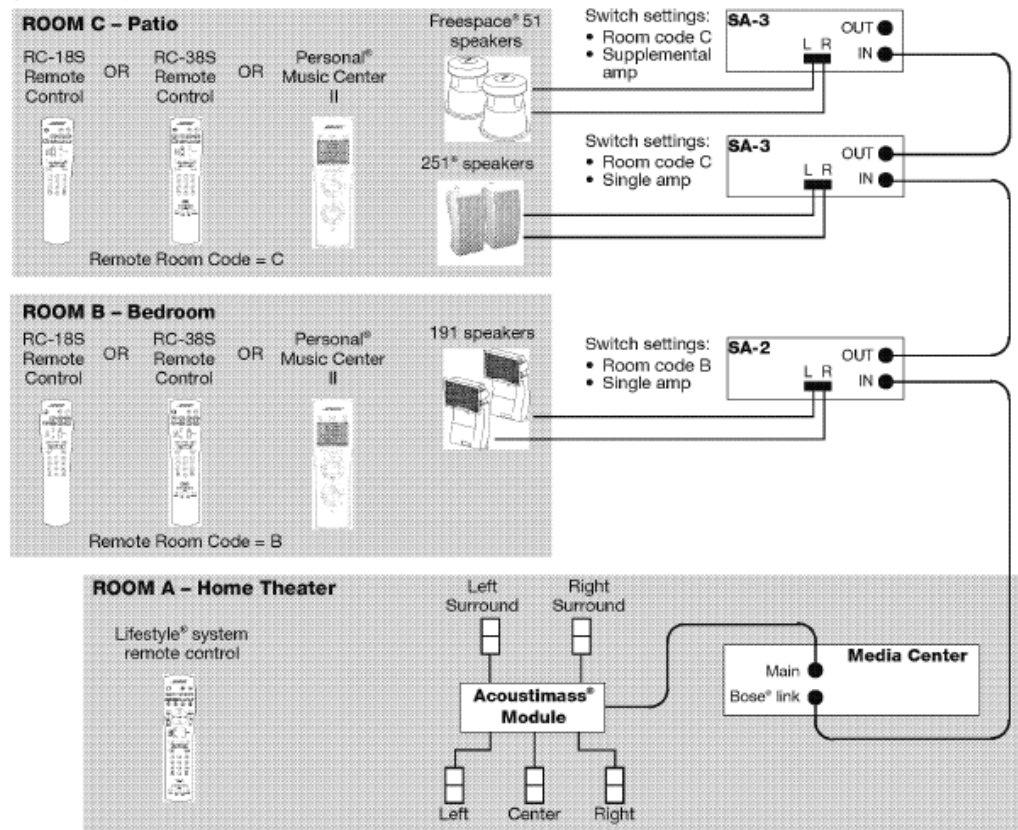 ROOM C – Patio
RC-18S
Remote
Control
OR
RC-38S
Remote
Control
OR
Personal®
Music Center
II
Freespace® 51
speakers
251® speakers
Remote Room Code = C
Switch settings:
• Room code C
• Supplemental
amp
SA-3
L R
OUT
IN
Switch settings:
• Room code C
• Single amp
SA-3
L R
OUT
IN
ROOM B – Bedroom
RC-18S
Remote
Control
OR
RC-38S
Remote
Control
OR
Personal®
Music Center
II
191 speakers
Remote Room Code = B
Switch settings:
• Room code B
• Single amp
SA-2
L R
OUT
IN
ROOM A – Home Theater
Lifestyle® system
remote control
Left
Surround
Right
Surround
Acoustimass®
Module
Left
Center
Right
Media Center
Main
Bose® link